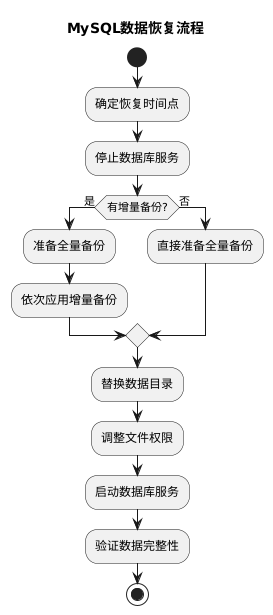 MySQL数据恢复流程
确定恢复时间点
停止数据库服务
是
有增量备份?
否
准备全量备份
直接准备全量备份
依次应用增量备份
替换数据目录
调整文件权限
启动数据库服务
验证数据完整性